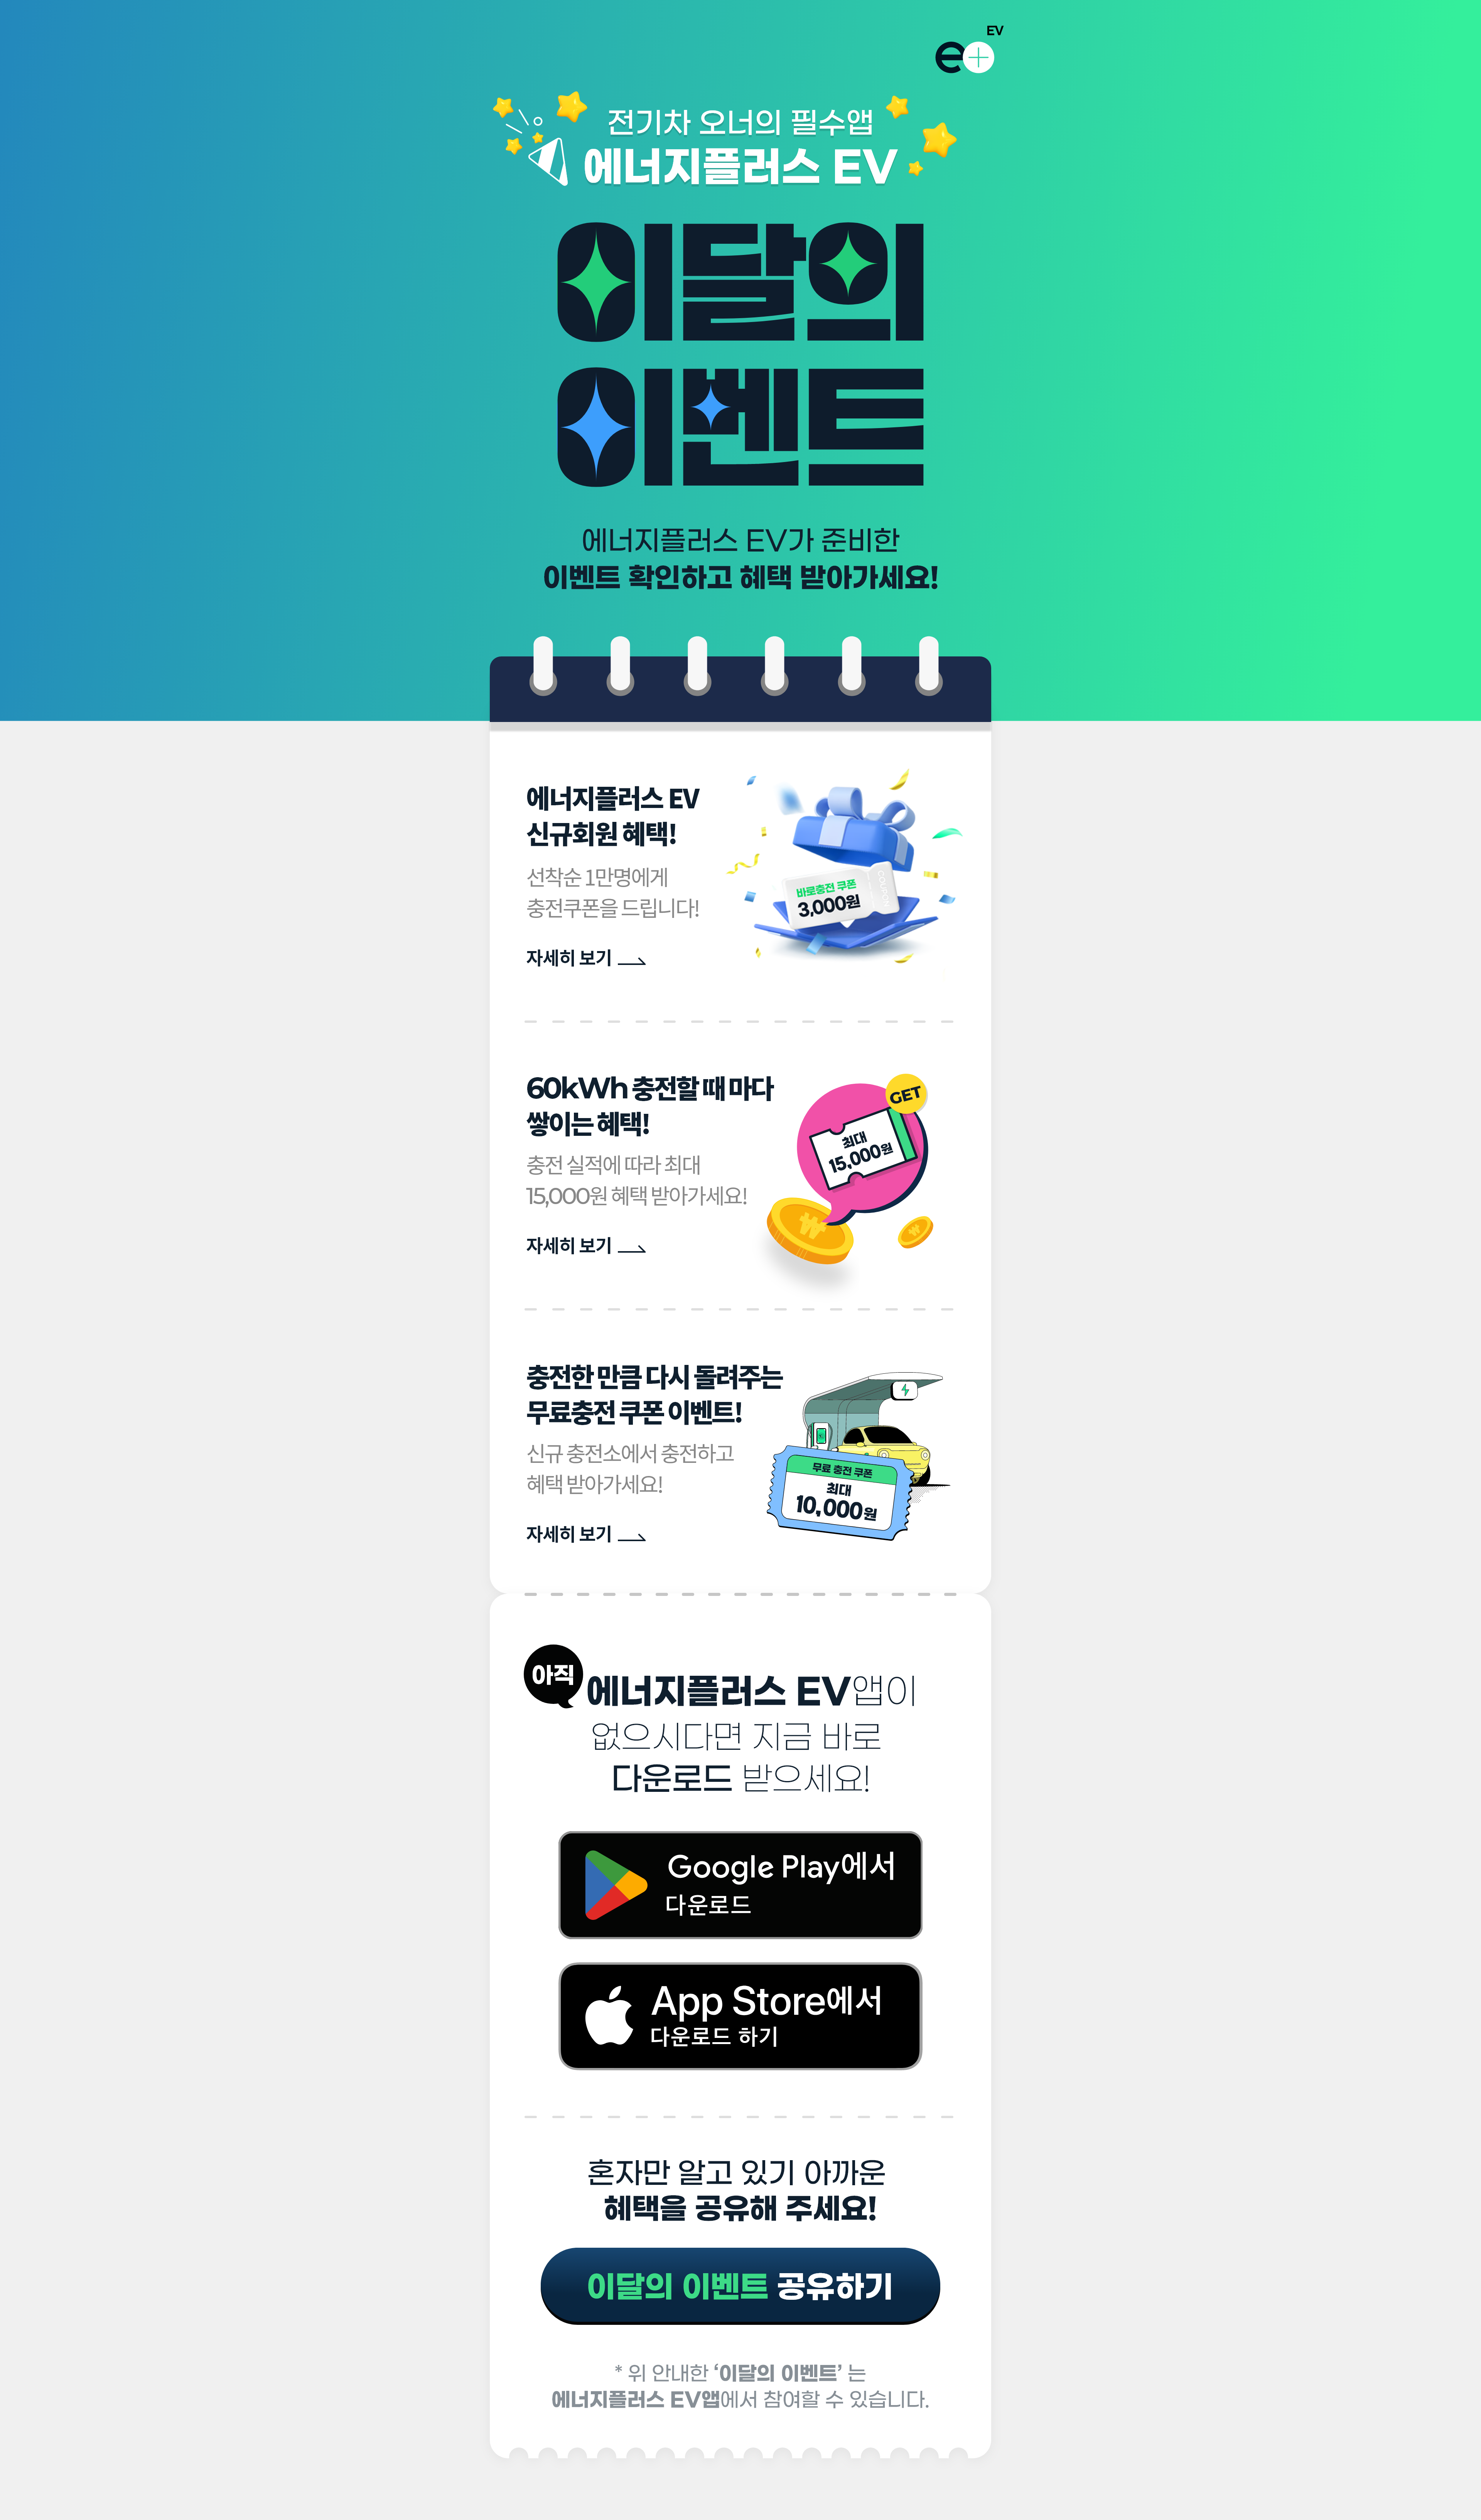 EV
e+
전기차 오너의 필수앱
에너지플러스 EV
이달의
이벤트
에너지플러스 EV가 준비한
이벤트 확인하고 혜택 받아가세요!
에너지플러스 EV
신규회원 혜택!
선착순 1만명에게
충전쿠폰을 드립니다!
자세히 보기
바로충전 쿠폰
3,000원
COUPON
60kWh 충전할 때 마다
쌓이는 혜택!
충전 실적에 따라 최대
15,000원 혜택 받아가세요!
자세히 보기
GET
최대
15,000원
충전한 만큼 다시 돌려주는
무료충전 쿠폰 이벤트!
신규 충전소에서 충전하고
혜택 받아가세요!
자세히 보기
무료 충전 쿠폰
최대
10,000원
아직
에너지플러스 EV앱이
없으시다면 지금 바로
다운로드 받으세요!
Google Play에서
다운로드
App Store에서
다운로드 하기
혼자만 알고 있기 아까운
혜택을 공유해 주세요!
이달의 이벤트 공유하기
* 위 안내한 ‘이달의 이벤트’ 는
에너지플러스 EV앱에서 참여할 수 있습니다.